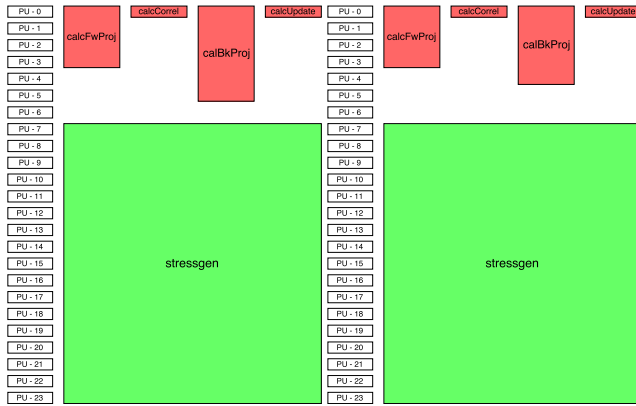 PU - 0
PU - 1
PU - 2
PU - 3
PU - 4
PU - 5
PU - 6
PU - 7
PU - 8
PU - 9
PU - 10
PU - 11
PU - 12
PU - 13
PU - 14
PU - 15
PU - 16
PU - 17
PU - 18
PU - 19
PU - 20
PU - 21
PU - 22
PU - 23
calcFwProj
calcCorrel
calBkProj
calcUpdate
stressgen
PU - 0
PU - 1
PU - 2
PU - 3
PU - 4
PU - 5
PU - 6
PU - 7
PU - 8
PU - 9
PU - 10
PU - 11
PU - 12
PU - 13
PU - 14
PU - 15
PU - 16
PU - 17
PU - 18
PU - 19
PU - 20
PU - 21
PU - 22
PU - 23
calcFwProj
calcCorrel
calBkProj
calcUpdate
stressgen